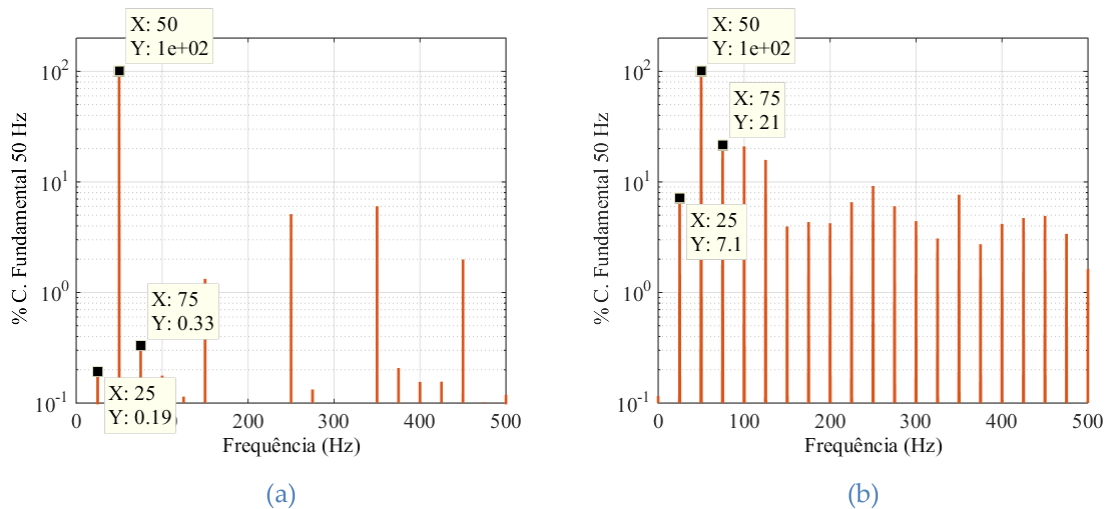 X: 50
Y: 1e+02
X: 75
Y: 0.33
X: 25
Y: 0.19
% C. Fundamental 50 Hz
10^2
10^1
10^0
10^-1
0
200
300
400
500
Frequência (Hz)
(a)
X: 50
Y: 1e+02
X: 75
Y: 21
X: 25
Y: 7.1
% C. Fundamental 50 Hz
10^2
10^1
10^0
10^-1
0
100
200
300
400
500
Frequência (Hz)
(b)